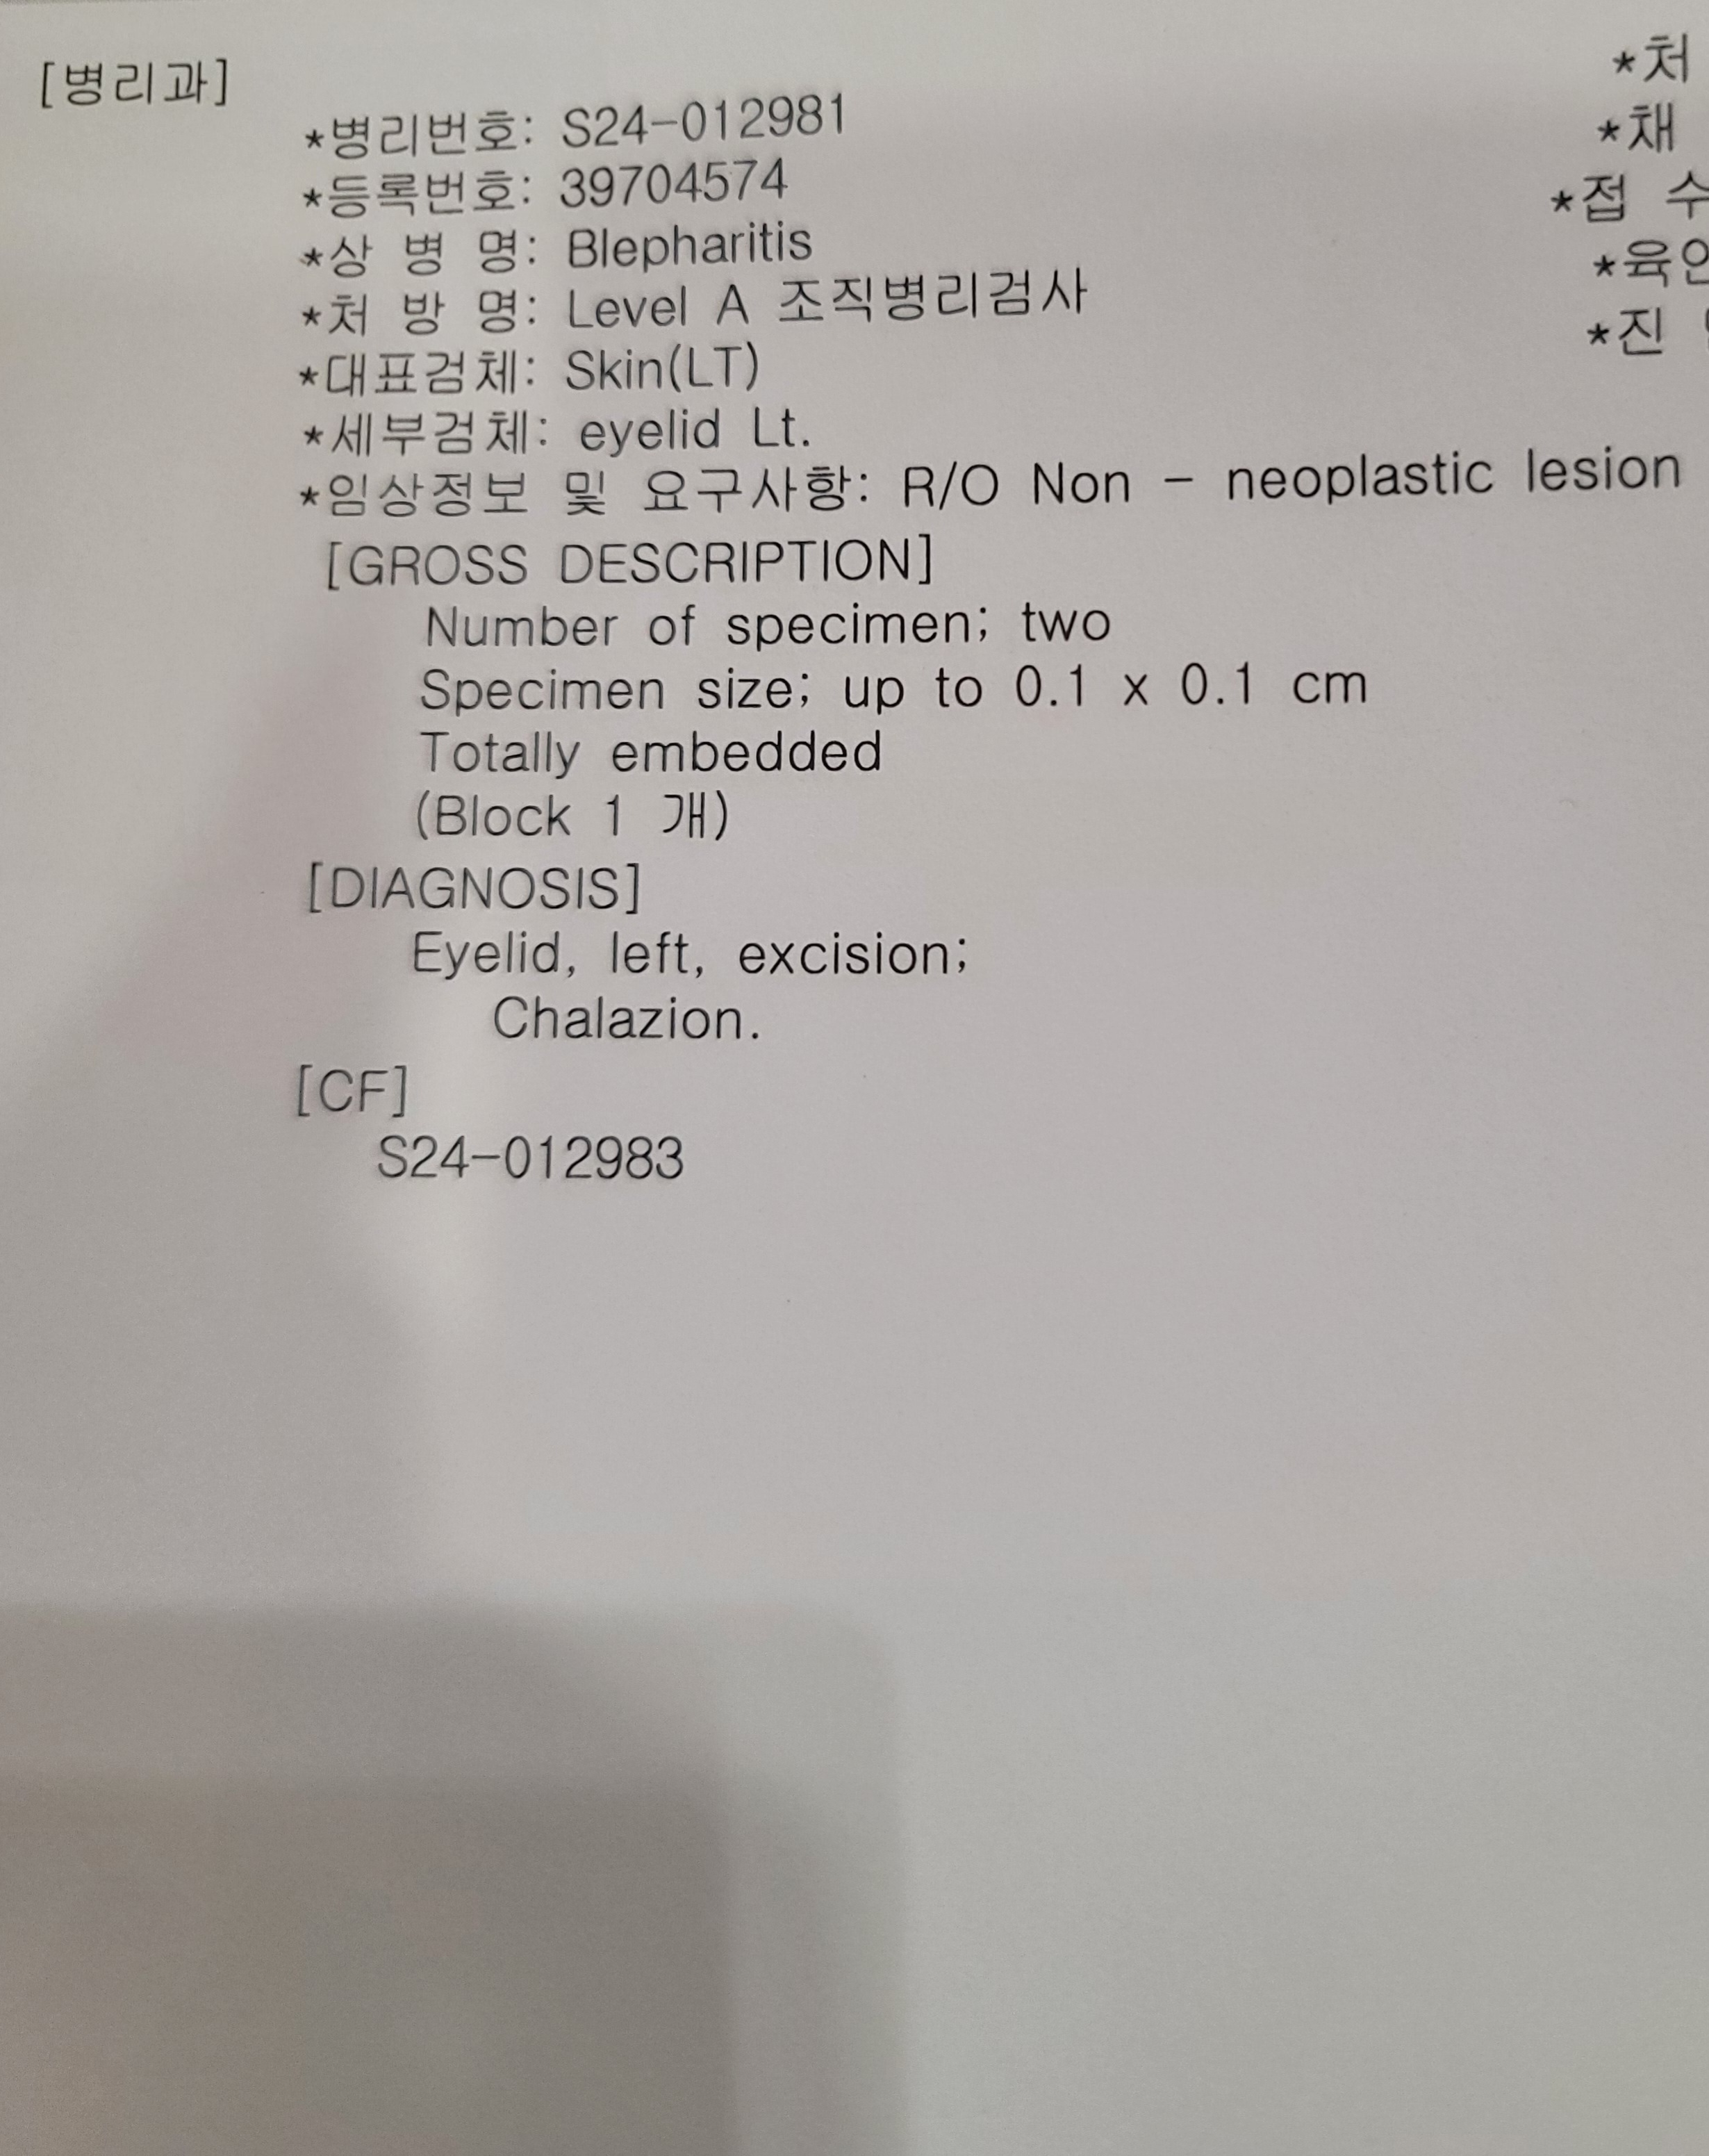 [병리과]
*병리번호: S24-012981
*등록번호: 39704574
*상 병 명: Blepharitis
*처 방 명: Level A 조직병리검사
*대표검체: Skin(LT)
*세부검체: eyelid Lt.
*임상정보 및 요구사항: R/O Non - neoplastic lesion
[GROSS DESCRIPTION]
Number of specimen; two
Specimen size; up to 0.1 x 0.1 cm
Totally embedded
(Block 1 개)
[DIAGNOSIS]
Eyelid, left, excision;
Chalazion.
[CF]
S24-012983
*처
*채
*접 수
*육안
*진